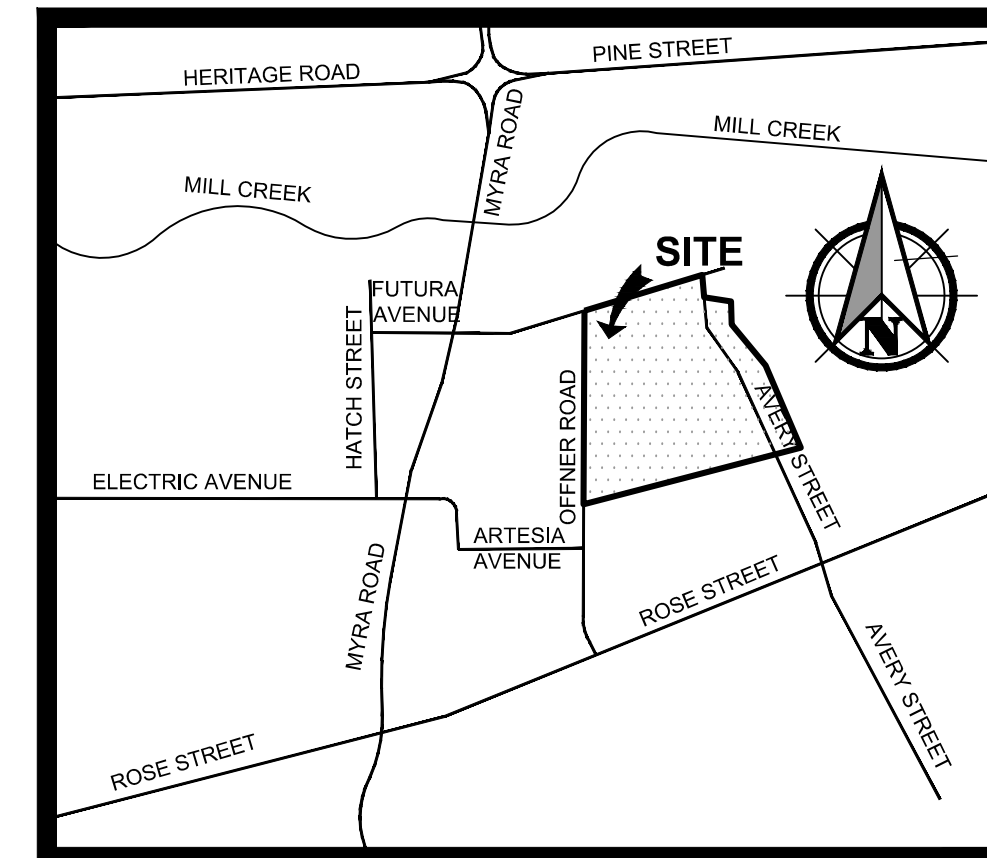 PINE STREET
HERITAGE ROAD
MYRA ROAD
MILL CREEK
MILL CREEK
SITE
FUTURA
AVENUE
N
HATCH STREET
OFFNER ROAD
AVERY STREET
ELECTRIC AVENUE
ARTESIA
AVENUE
MYRA ROAD
ROSE STREET
AVERY STREET
ROSE STREET